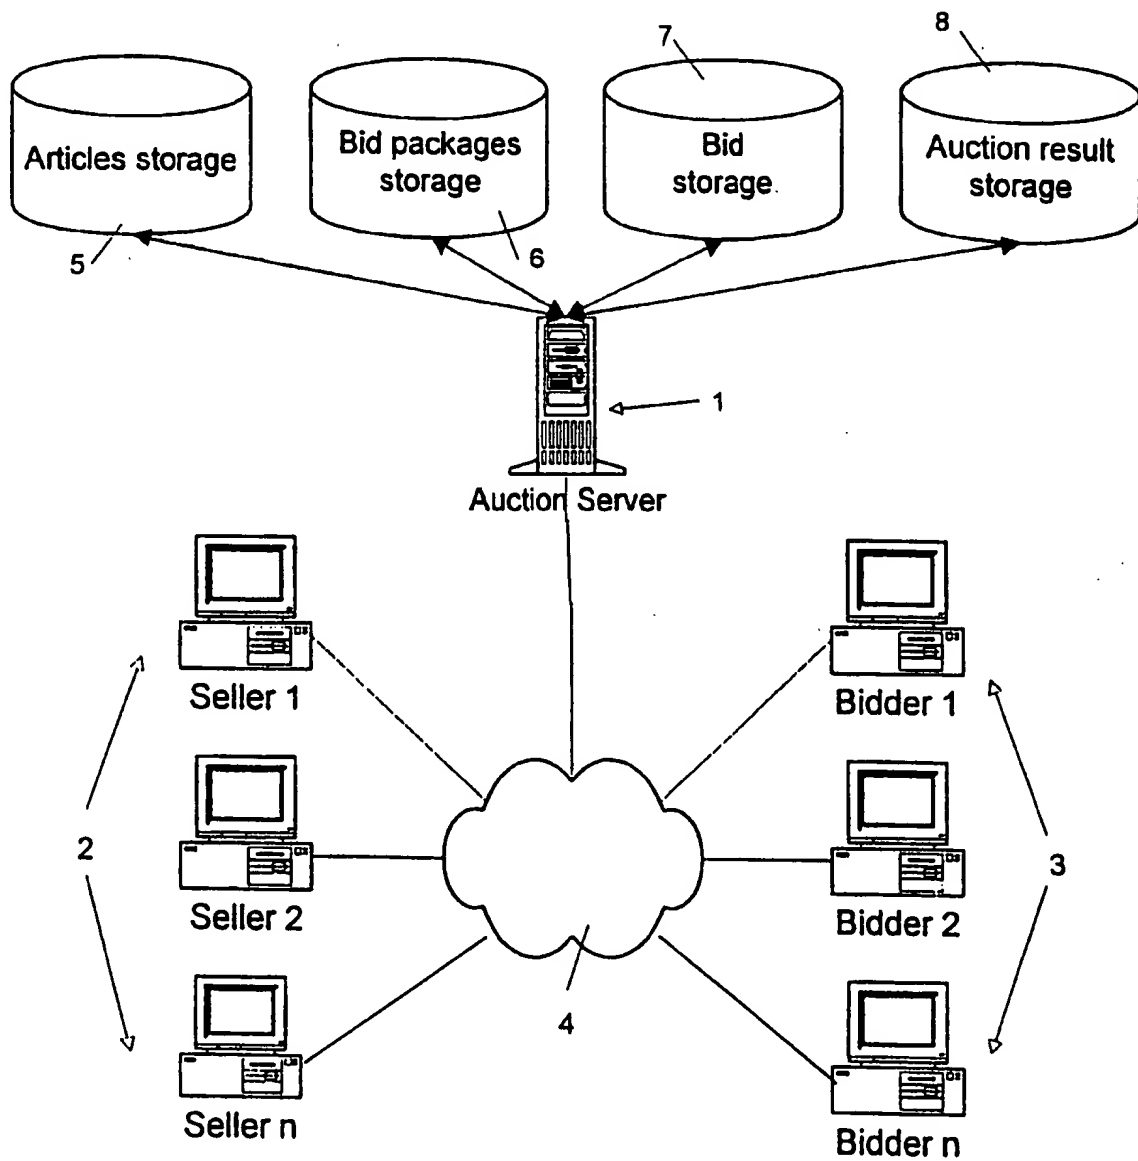 7
8
Articles storage
Bid packages
storage
Bid
storage
Auction result
storage
5
6
1
Auction Server
Seller 1
Bidder 1
2
3
Seller 2
Bidder 2
4
Seller n
Bidder n